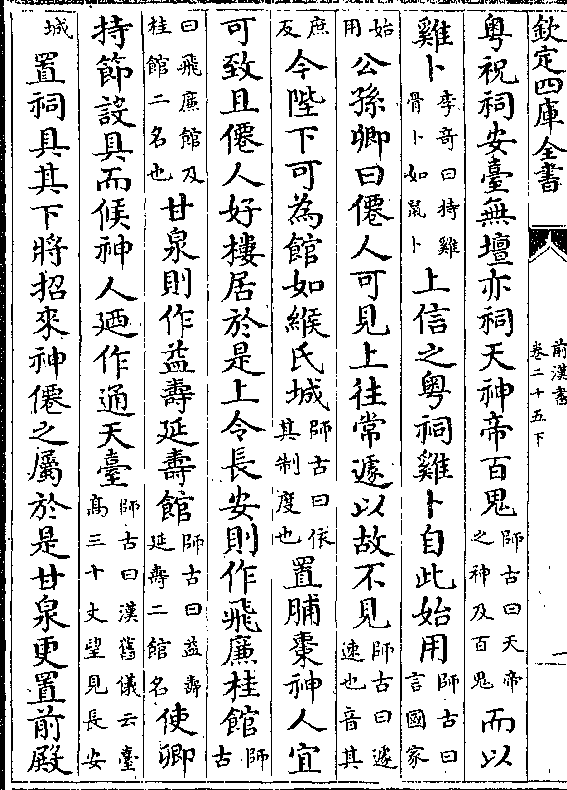 欽定四庫全書
前漢書
卷二十五下
一
粤祝祠安臺無壇亦祠天神帝百鬼師古曰天帝之神及百鬼而以
雞卜李奇曰持雞骨卜如鼠卜上信之粤祠雞卜自此始用師古曰言國家
始用公孫卿曰僊人可見上往常遽以故不見師古曰遽速也音其
庶反今陛下可為館如緱氏城師古曰依其制度也置脯棗神人宜
可致且僊人好樓居於是上令長安則作飛廉桂館師古
曰飛廉館及桂館二名也甘泉則作益壽延壽館師古曰益壽延壽二館名使卿
持節設具而候神人廼作通天臺師古曰漢舊儀云臺高三十丈望見長安
城置祠具其下將招來神僊之屬於是甘泉更置前殿